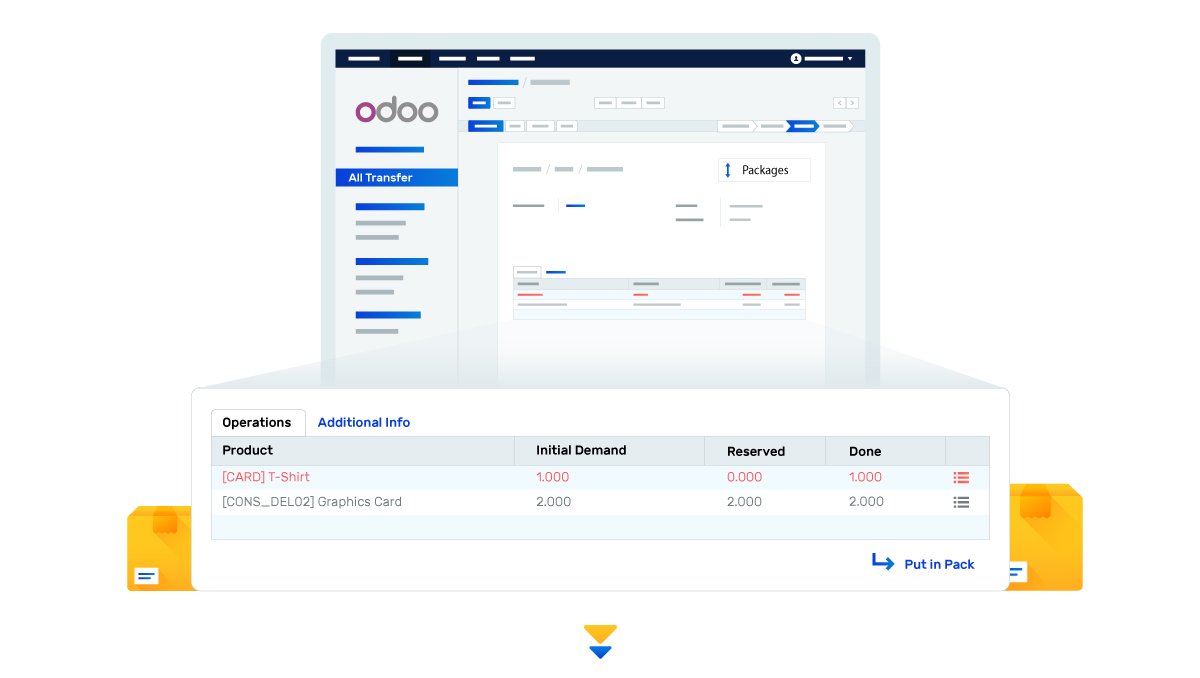 odoo
All Transfer
Packages
Operations Additional Info
Product Initial Demand Reserved Done
[CARD] T-Shirt 1.000 0.000 1.000
[CONS_DEL02] Graphics Card 2.000 2.000 2.000
Put in Pack